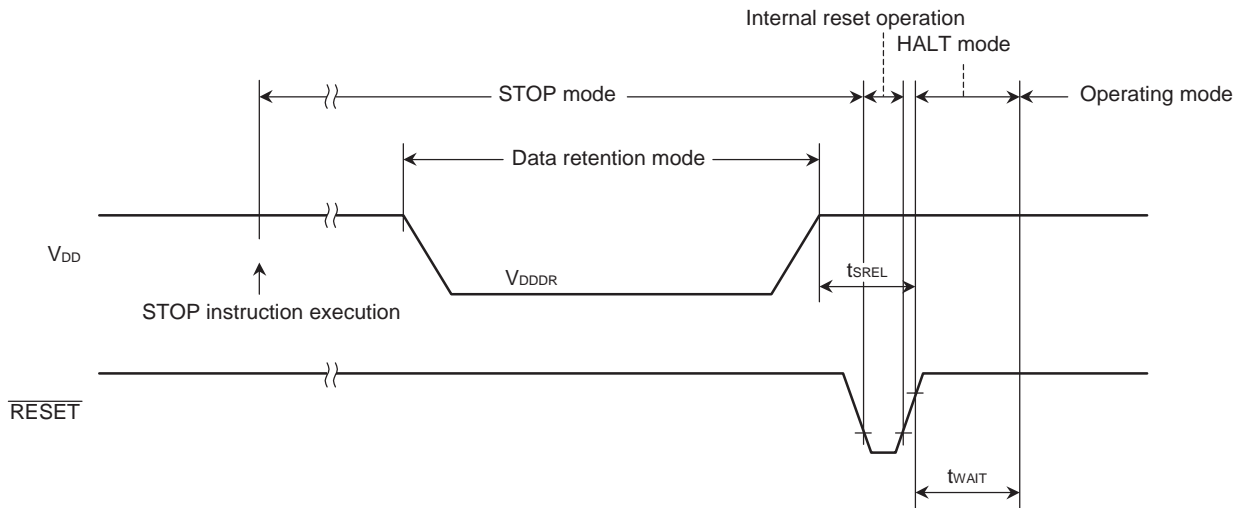 Internal reset operation
HALT mode
STOP mode
Operating mode
Data retention mode
VDD
VDDDR
tSREL
STOP instruction execution
RESET
tWAIT